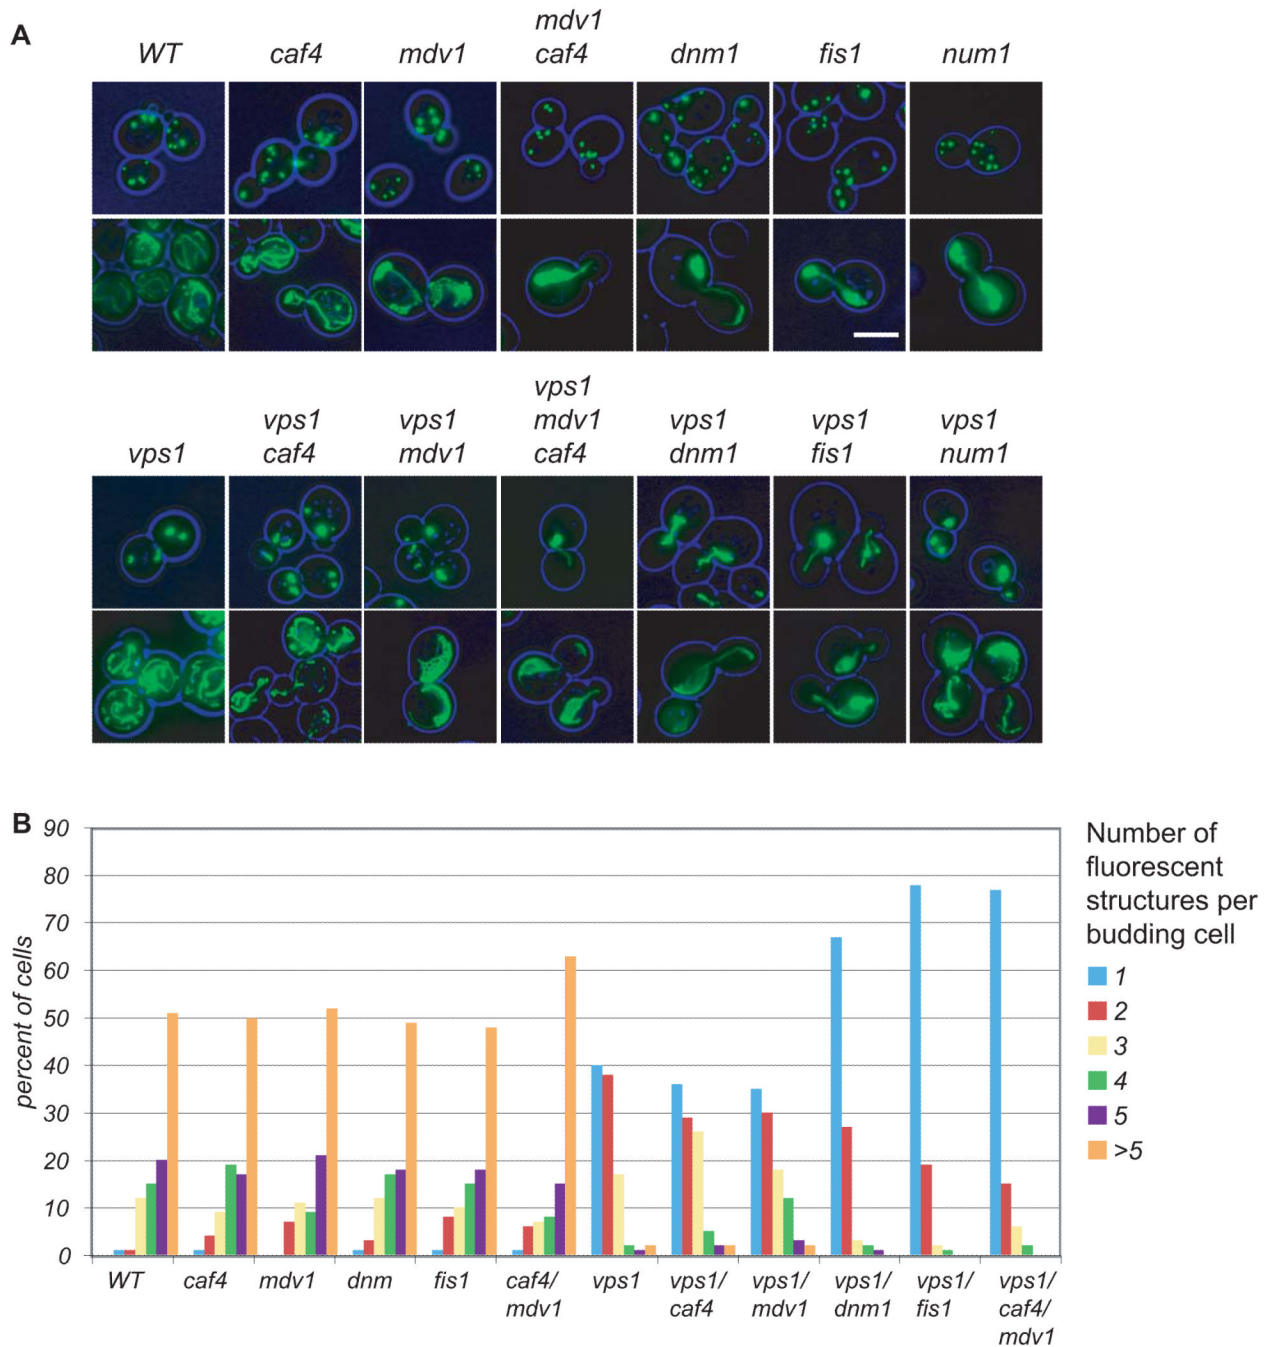 A
WT caf4 mdv1 mdv1 caf4 dnm1 fis1 num1
vps1 vps1 caf4 vps1 mdv1 vps1 mdv1 caf4 vps1 dnm1 vps1 fis1 vps1 num1
B
90
80
70
60
50
40
30
20
10
0
percent of cells
WT caf4 mdv1 dnm fis1 caf4/ mdv1 vps1 vps1/ caf4 vps1/ mdv1 vps1/ dnm1 vps1/ fis1 vps1/ caf4/ mdv1
Number of
fluorescent
structures per
budding cell
1
2
3
4
5
>5